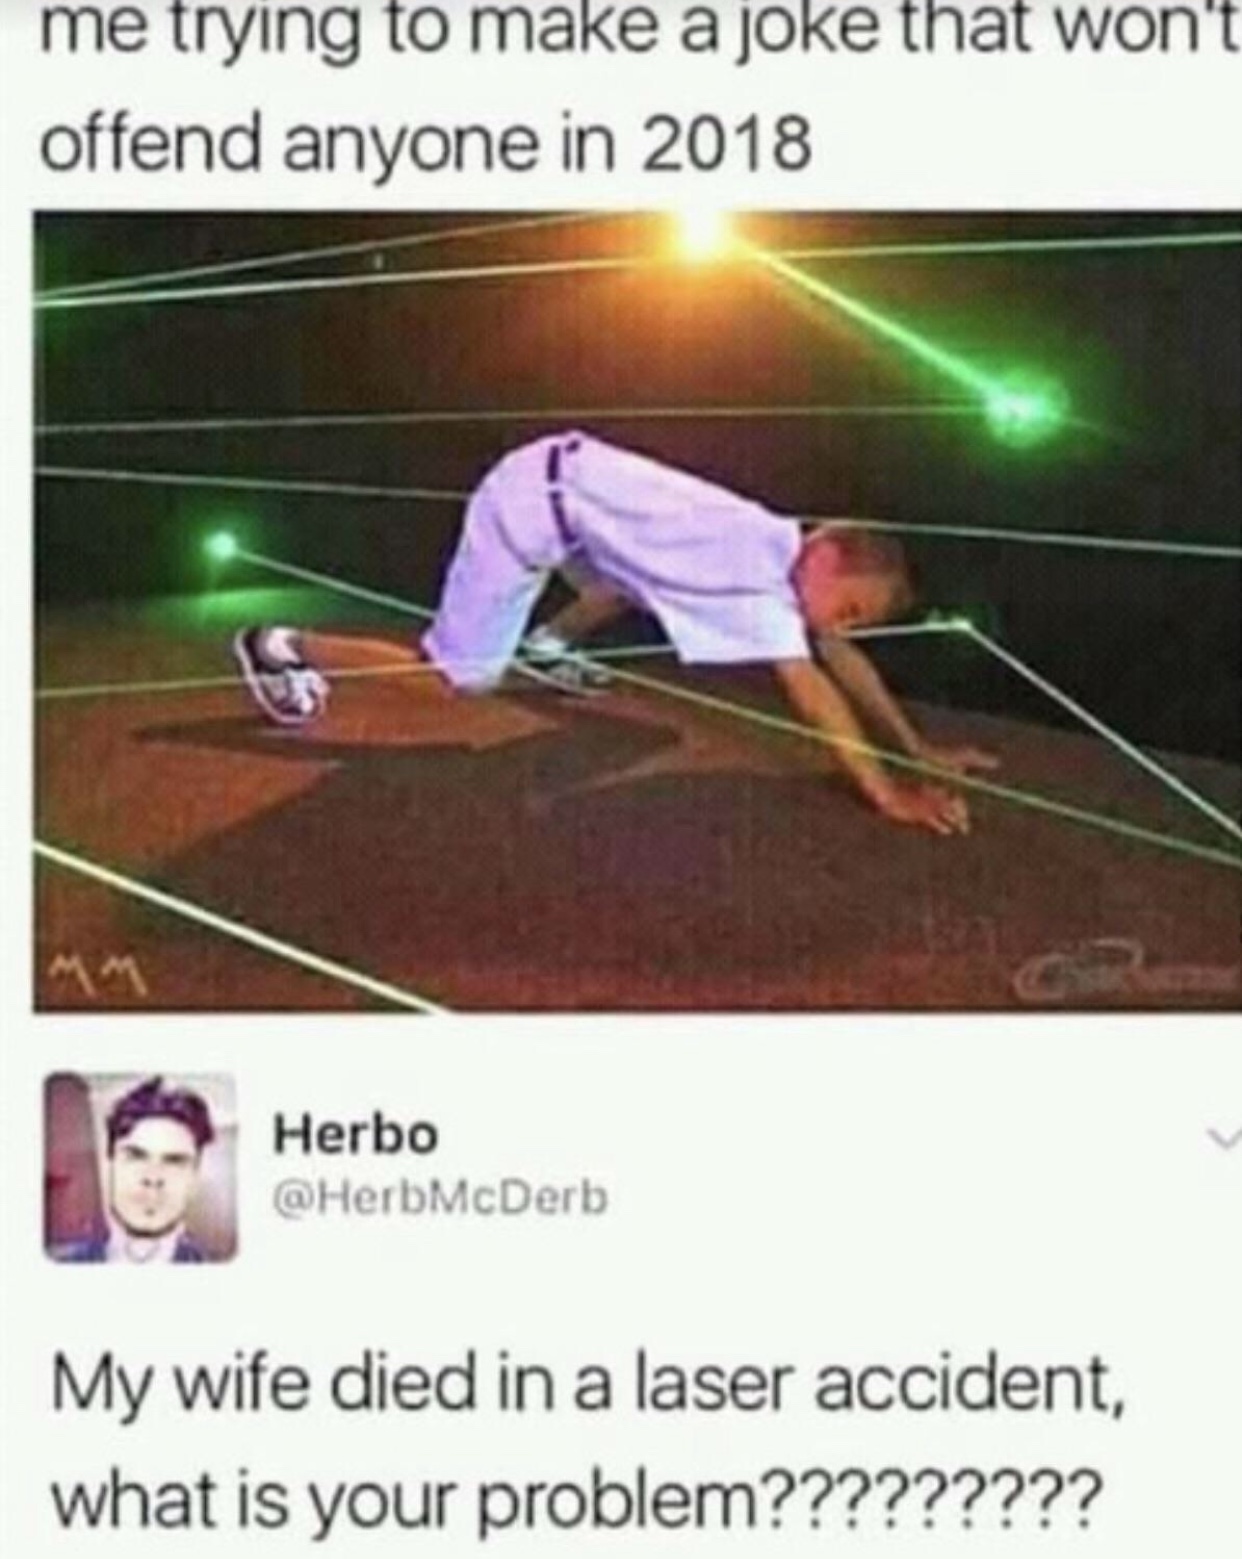 me trying to make a joke that won't
offend anyone in 2018
MM
Herbo
@HerbMcDerb
My wife died in a laser accident,
what is your problem?????????